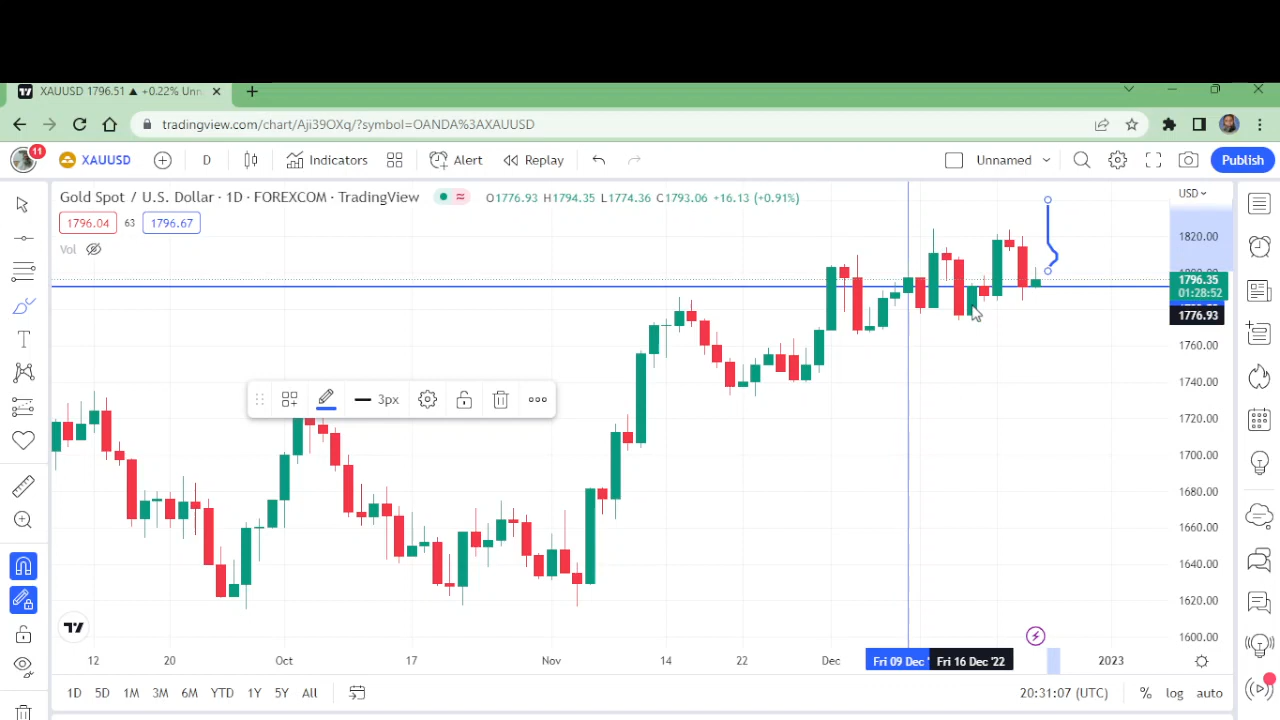 XAUUSD 1796.51 ▲ +0.22% Unn
tradingview.com/chart/Aji39OXq/?symbol=OANDA%3AXAUUSD
11
XAUUSD
D
Indicators
Alert
Replay
Unnamed
Publish
Gold Spot / U.S. Dollar · 1D · FOREXCOM · TradingView
O1776.93 H1794.35 L1774.36 C1793.06 +16.13 (+0.91%)
USD
1796.04
63
1796.67
Vol
1820.00
1796.35
01:28:52
1776.93
1760.00
1740.00
1720.00
1700.00
1680.00
1660.00
1640.00
1620.00
1600.00
3px
12
20
Oct
17
Nov
14
22
Dec
Fri 09 Dec '
Fri 16 Dec '22
2023
1D
5D
1M
3M
6M
YTD
1Y
5Y
All
20:31:07 (UTC)
%
log
auto